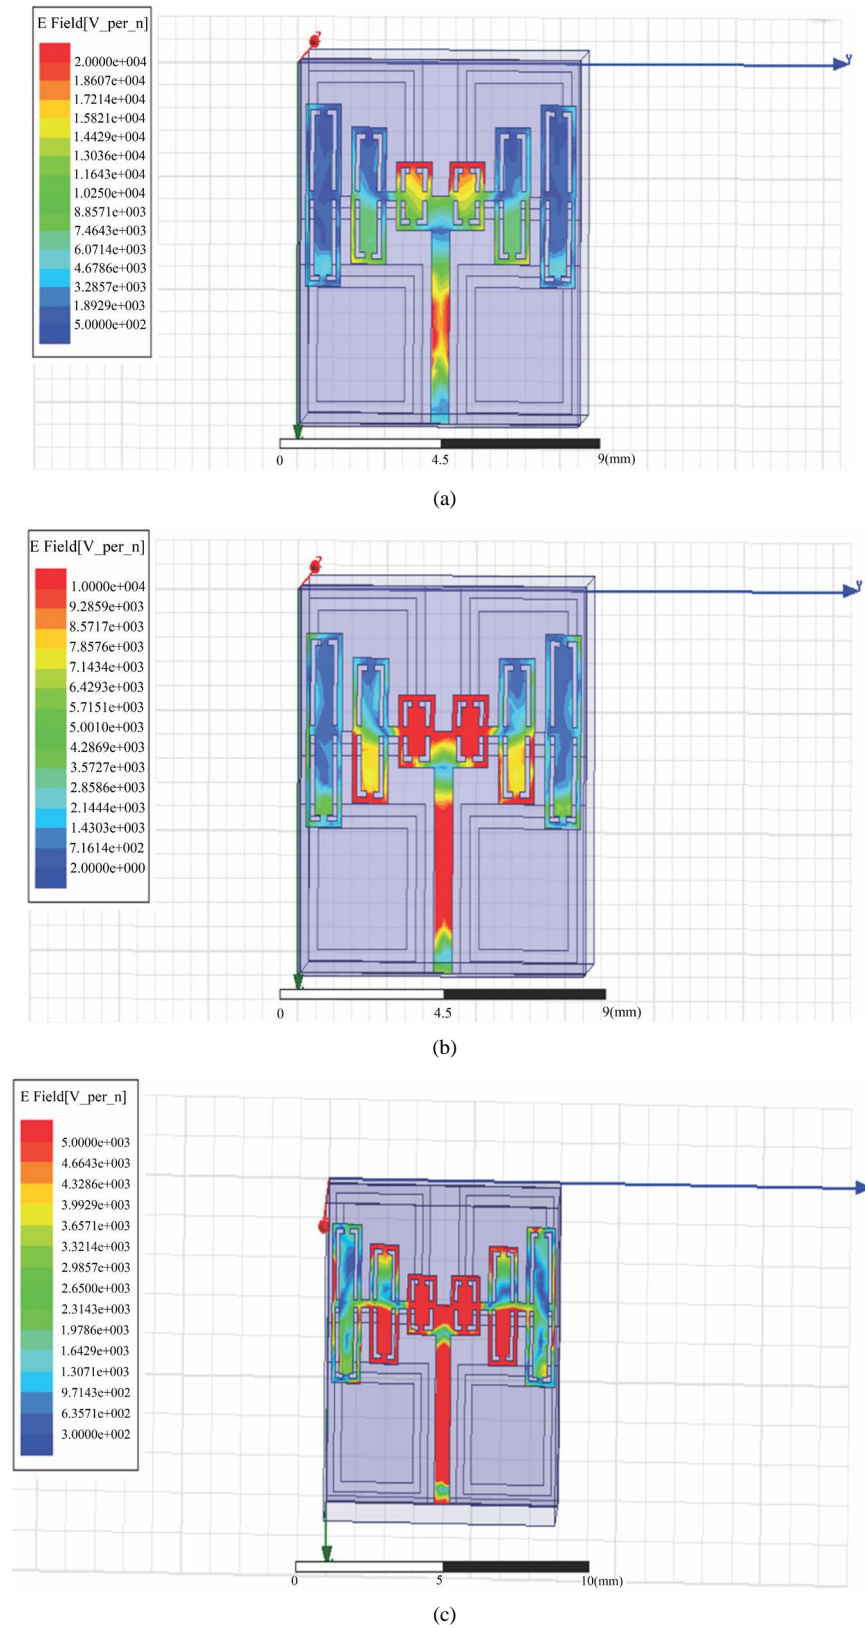 E Field[V_per_n]
2.0000e+004
1.8607e+004
1.7214e+004
1.5821e+004
1.4429e+004
1.3036e+004
1.1643e+004
1.0250e+004
8.8571e+003
7.4643e+003
6.0714e+003
4.6786e+003
3.2857e+003
1.8929e+003
5.0000e+002
Y
0 4.5 9(mm)
(a)
E Field[V_per_n]
1.0000e+004
9.2859e+003
8.5717e+003
7.8576e+003
7.1434e+003
6.4293e+003
5.7151e+003
5.0010e+003
4.2869e+003
3.5727e+003
2.8586e+003
2.1444e+003
1.4303e+003
7.1614e+002
2.0000e+000
Y
0 4.5 9(mm)
(b)
E Field[V_per_n]
5.0000e+003
4.6643e+003
4.3286e+003
3.9929e+003
3.6571e+003
3.3214e+003
2.9857e+003
2.6500e+003
2.3143e+003
1.9786e+003
1.6429e+003
1.3071e+003
9.7143e+002
6.3571e+002
3.0000e+002
0 5 10(mm)
(c)